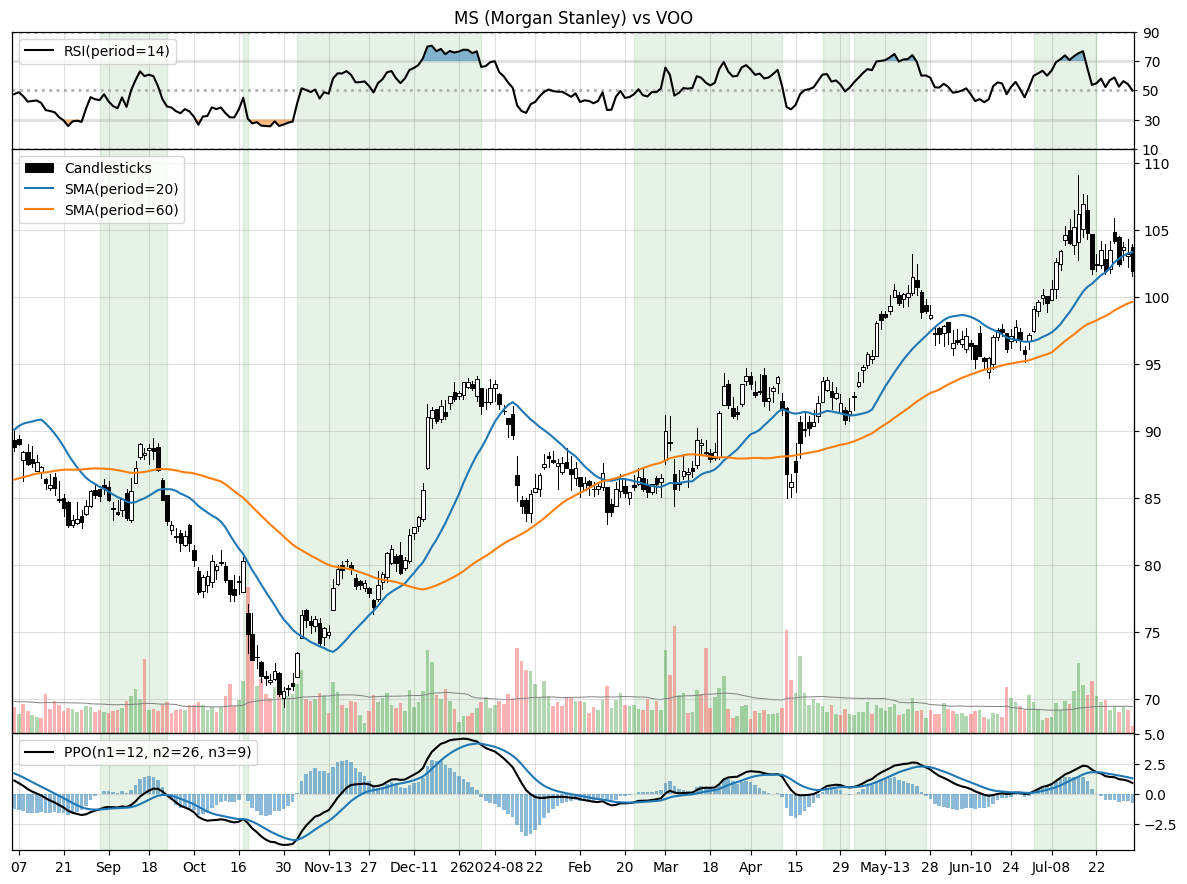 MS (Morgan Stanley) vs VOO
RSI(period=14)
90
70
50
30
10
Candlesticks
SMA(period=20)
SMA(period=60)
110
105
100
95
90
85
80
75
70
PPO(n1=12, n2=26, n3=9)
5.0
2.5
0.0
−2.5
07 21 Sep 18 Oct 16 30 Nov-13 27 Dec-11 26 2024-08 22 Feb 20 Mar 18 Apr 15 29 May-13 28 Jun-10 24 Jul-08 22